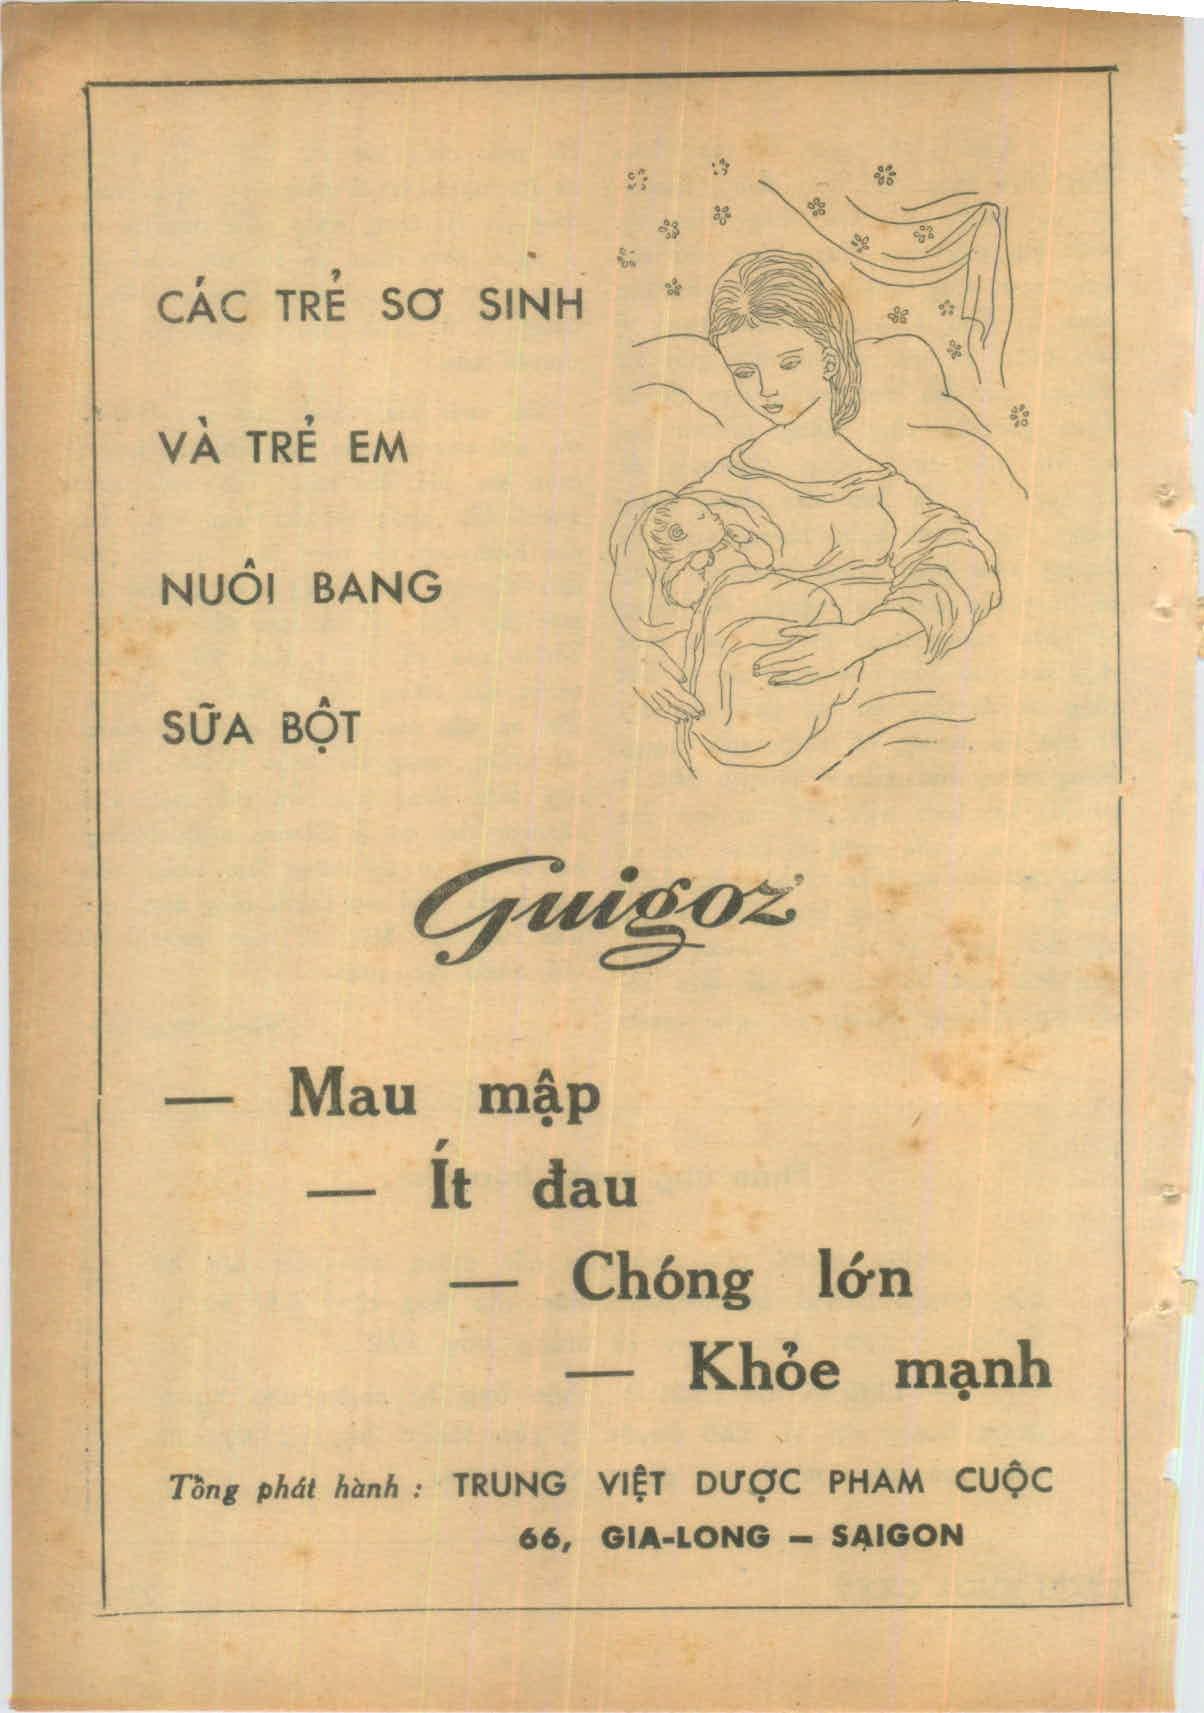 CÁC TRẺ SƠ SINH
VÀ TRẺ EM
NUÔI BANG
SỮA BỘT
Guigoz
— Mau mập
— Ít đau
— Chóng lớn
— Khỏe mạnh
Tổng phát hành : TRUNG VIỆT DƯỢC PHAM CUỘC
66, GIA-LONG — SAIGON